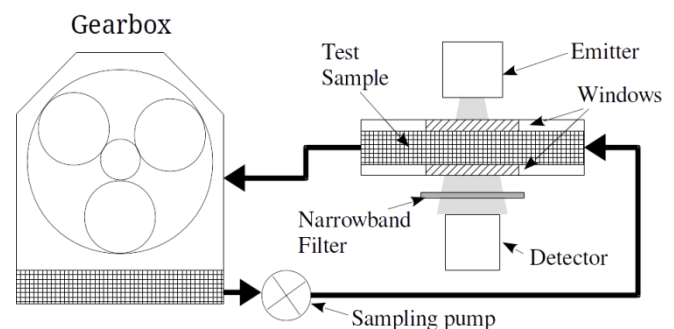 Gearbox
Test
Sample
Emitter
Windows
Narrowband
Filter
Detector
Sampling pump